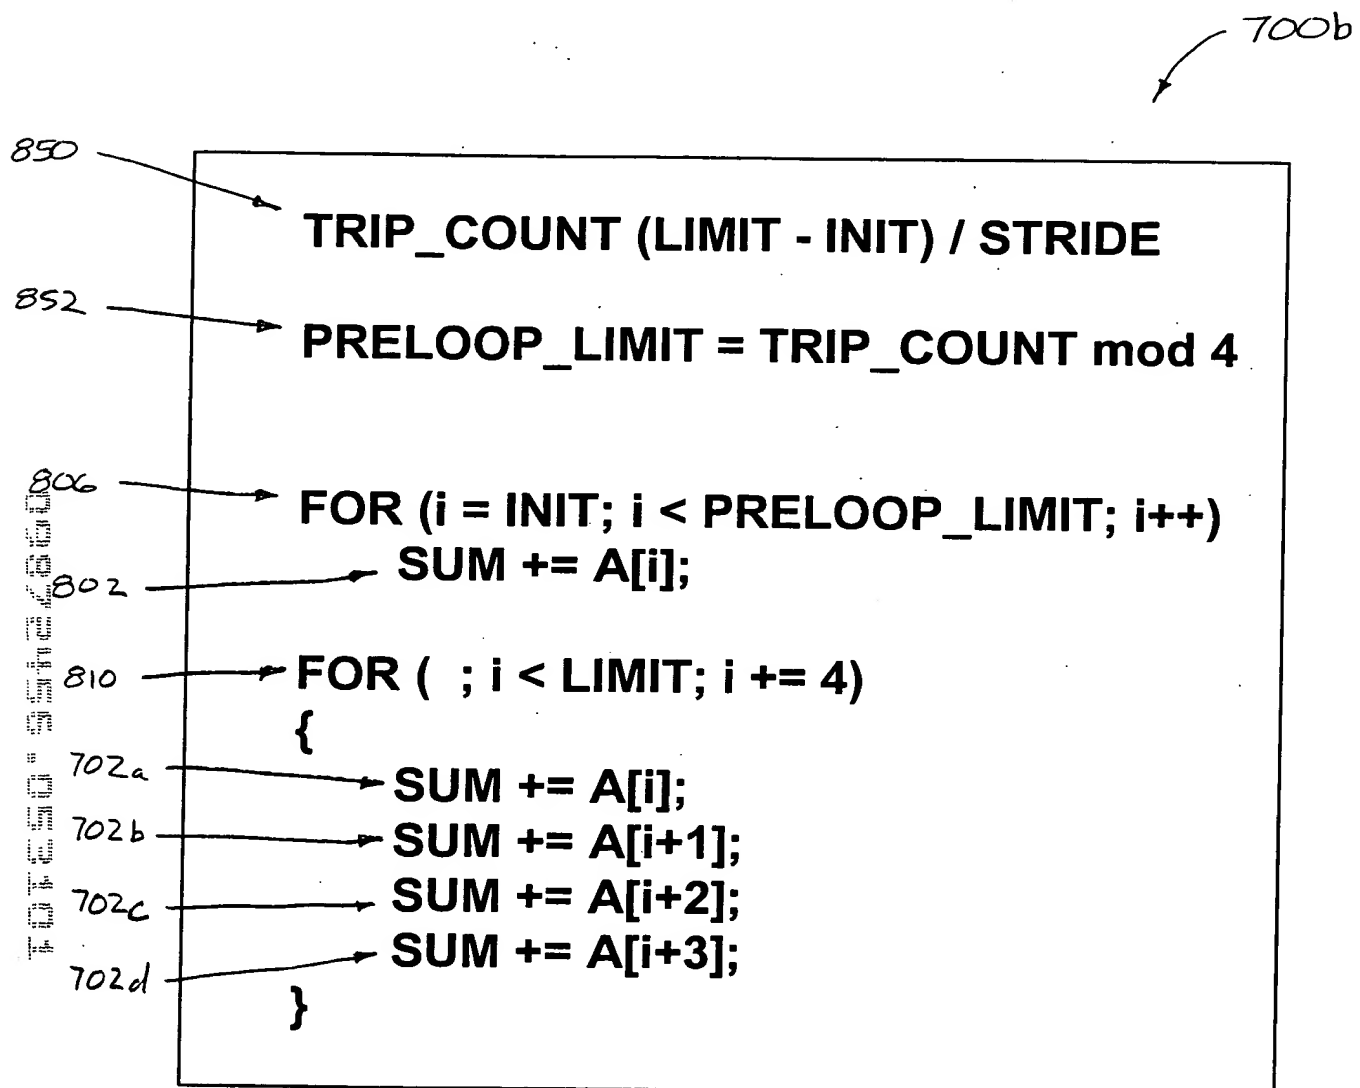 700b
850
TRIP_COUNT (LIMIT - INIT) / STRIDE
852
PRELOOP_LIMIT = TRIP_COUNT mod 4
806
FOR (i = INIT; i < PRELOOP_LIMIT; i++)
802
SUM += A[i];
810
FOR ( ; i < LIMIT; i += 4)
{
702a
SUM += A[i];
702b
SUM += A[i+1];
702c
SUM += A[i+2];
702d
SUM += A[i+3];
}